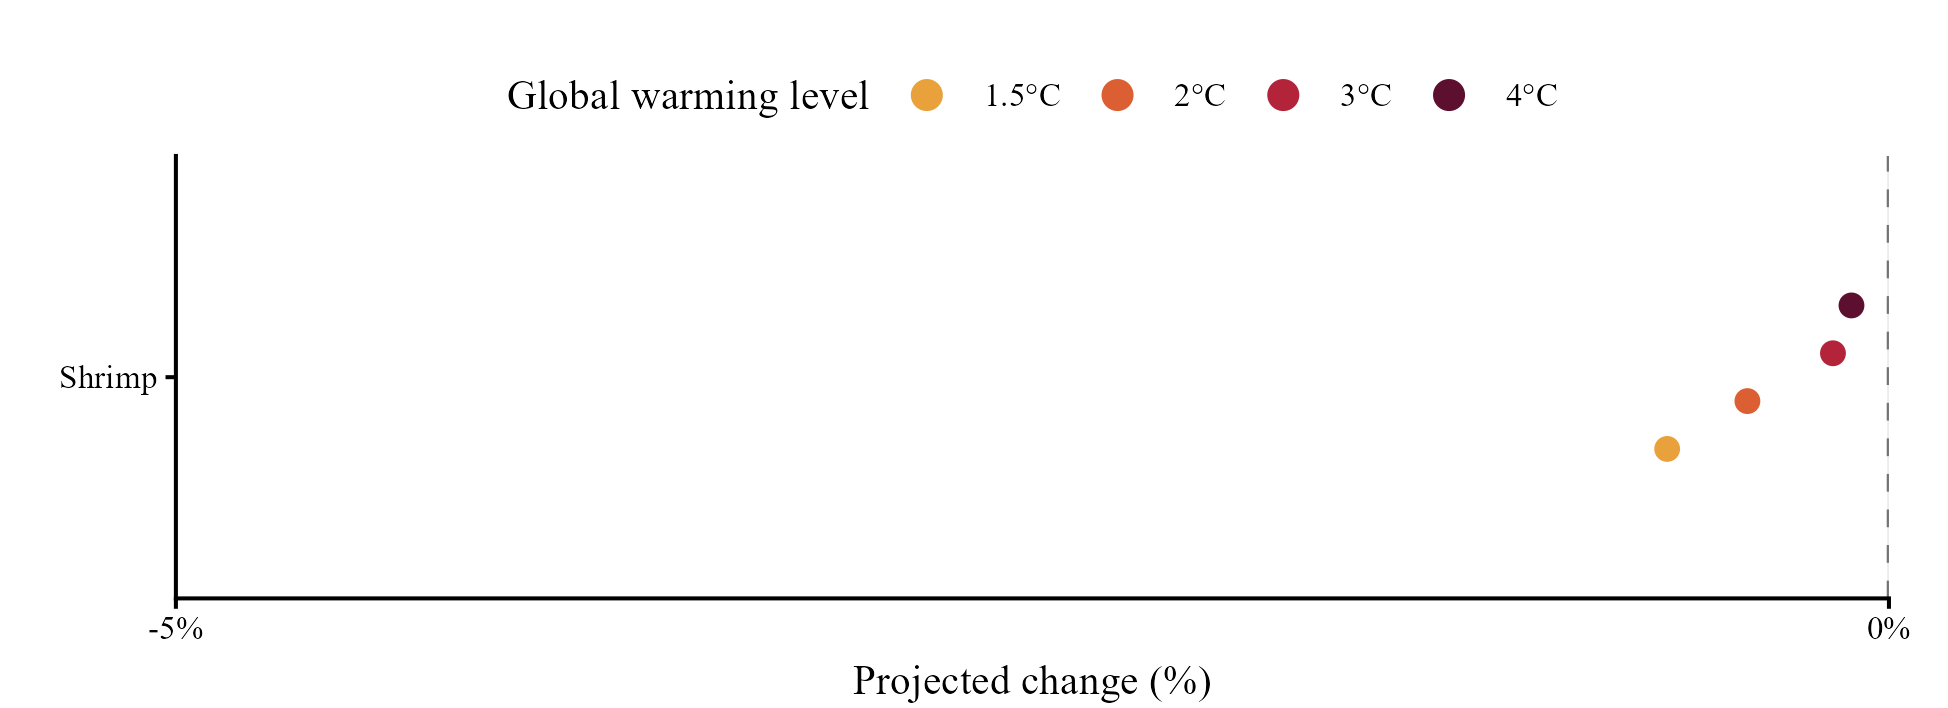 Global warming level 1.5°C 2°C 3°C 4°C
Shrimp
-5% 0%
Projected change (%)